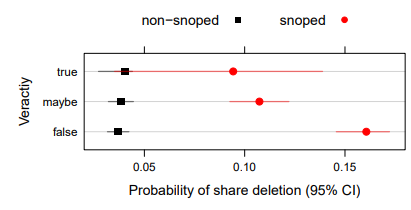 non−snoped snoped
true
maybe
false
Veractiy
0.05 0.10 0.15
Probability of share deletion (95% CI)